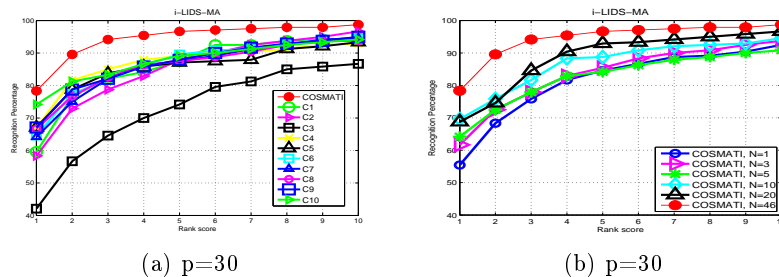 i-LIDS-MA
100
90
80
70
60
50
40
1 2 3 4 5 6 7 8 9 10
Recognition Percentage
Rank score
COSMATI
C1
C2
C3
C4
C5
C6
C7
C8
C9
C10
(a) p=30
i-LIDS-MA
100
90
80
70
60
50
40
1 2 3 4 5 6 7 8 9
Recognition Percentage
Rank score
COSMATI, N=1
COSMATI, N=3
COSMATI, N=5
COSMATI, N=10
COSMATI, N=20
COSMATI, N=46
(b) p=30